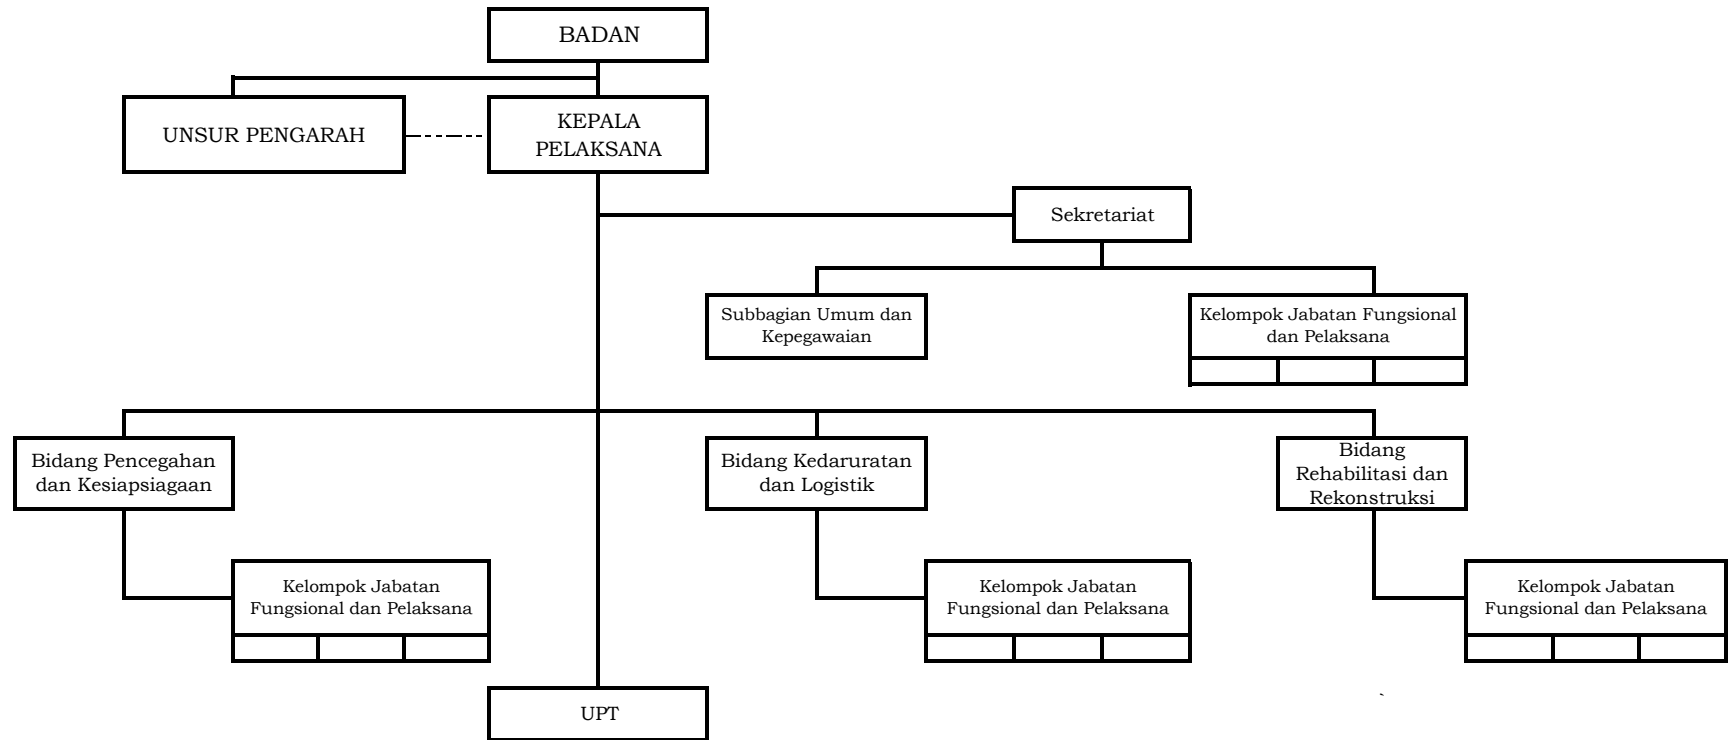 BADAN
UNSUR PENGARAH
KEPALA
PELAKSANA
Sekretariat
Subbagian Umum dan
Kepegawaian
Kelompok Jabatan Fungsional
dan Pelaksana
Bidang Pencegahan
dan Kesiapsiagaan
Bidang Kedaruratan
dan Logistik
Bidang
Rehabilitasi dan
Rekonstruksi
Kelompok Jabatan
Fungsional dan Pelaksana
Kelompok Jabatan
Fungsional dan Pelaksana
Kelompok Jabatan
Fungsional dan Pelaksana
UPT
`